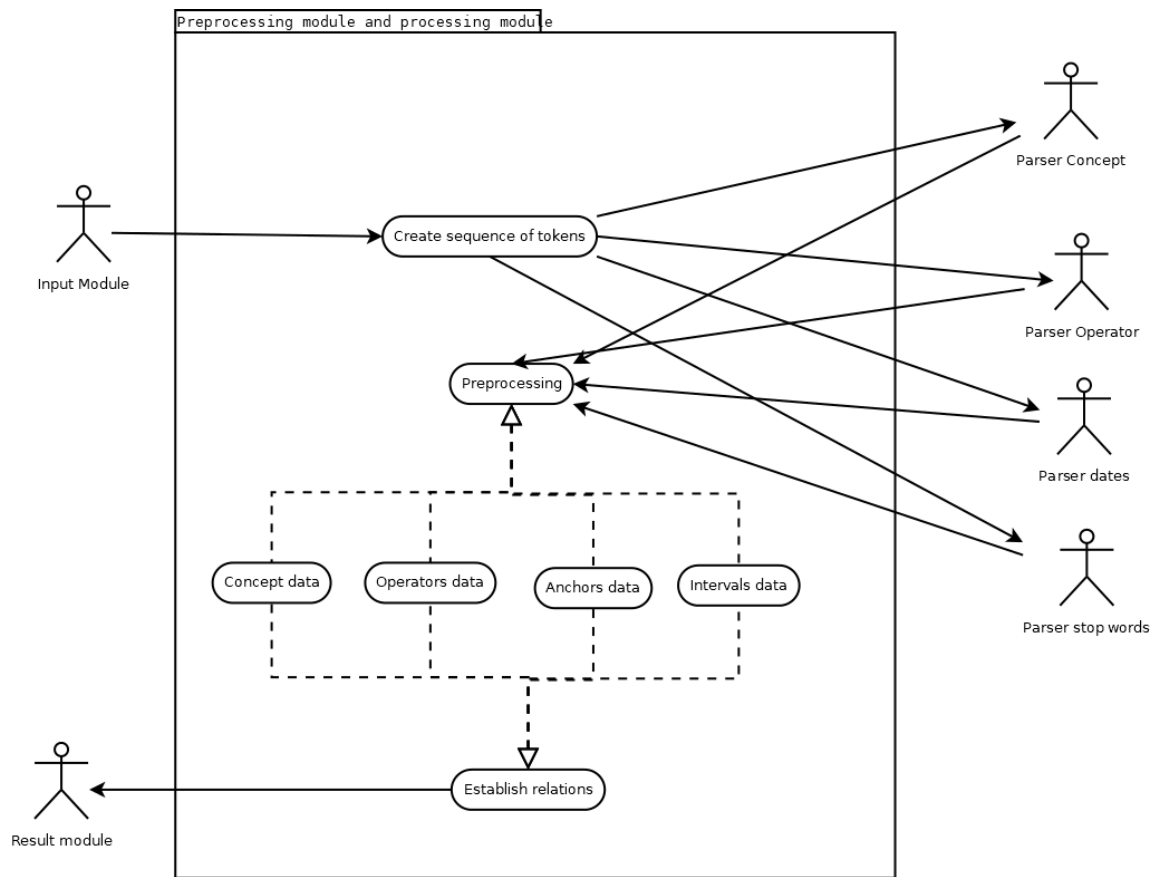 Preprocessing module and processing module
Parser Concept
Create sequence of tokens
Input Module
Parser Operator
Preprocessing
Parser dates
Concept data
Operators data
Anchors data
Intervals data
Parser stop words
Establish relations
Result module